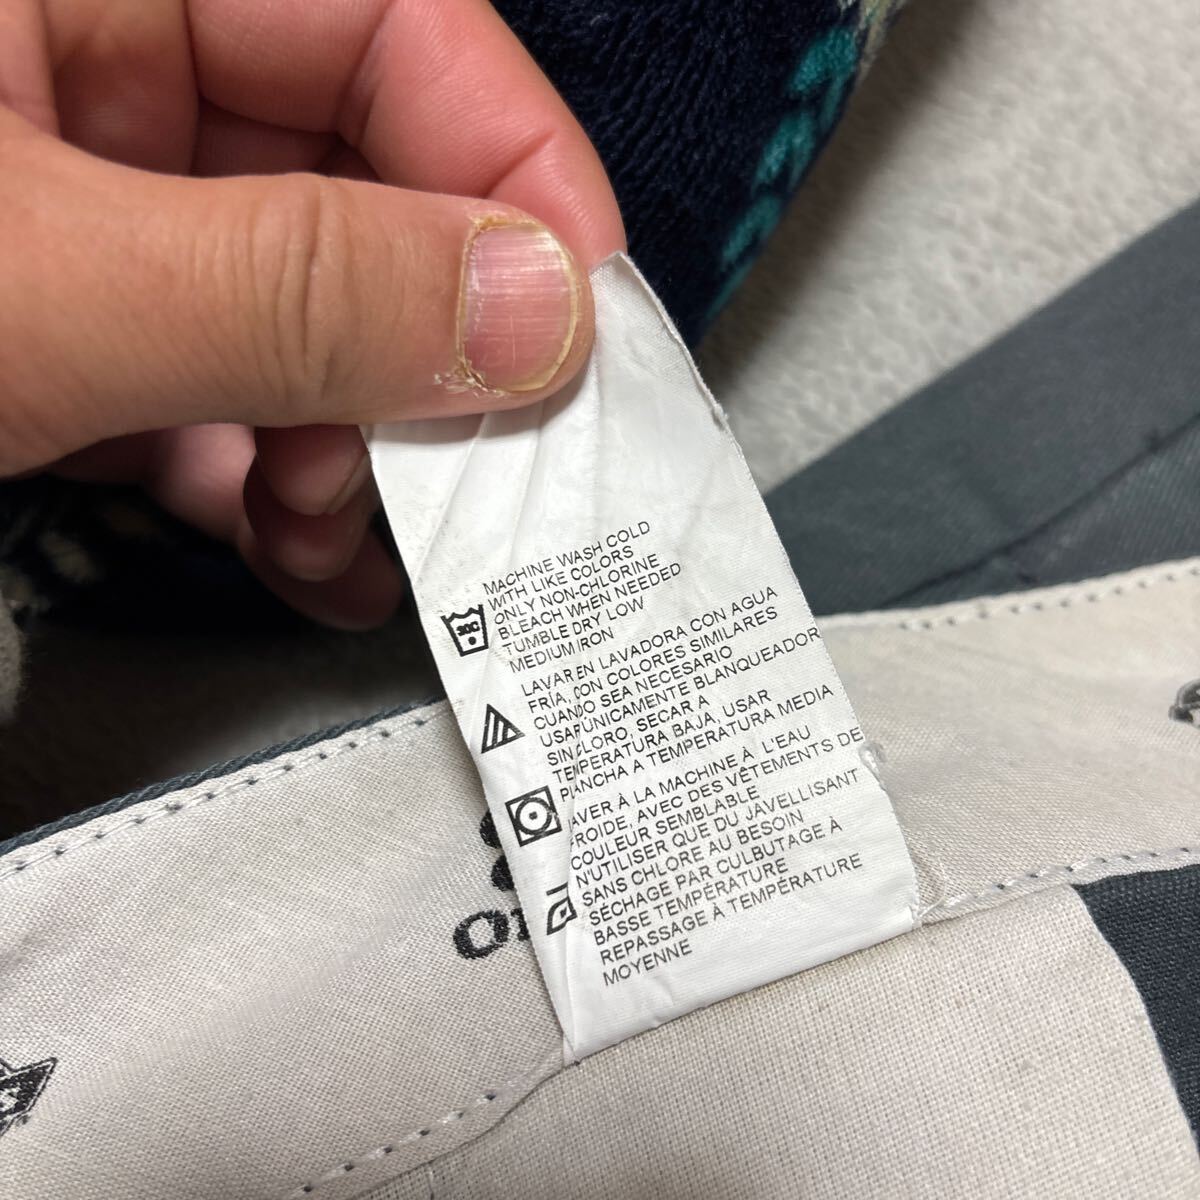 MACHINE WASH COLD
WITH LIKE COLORS
ONLY NON-CHLORINE
BLEACH WHEN NEEDED
TUMBLE DRY LOW
MEDIUM IRON
30C
LAVAR EN LAVADORA CON AGUA
FRÍA, CON COLORES SIMILARES
CUANDO SEA NECESARIO
USAR ÚNICAMENTE BLANQUEADOR
SIN CLORO, SECAR A
TEMPERATURA BAJA, USAR
PLANCHA A TEMPERATURA MEDIA
AVER À LA MACHINE À L'EAU
FROIDE, AVEC DES VÊTEMENTS DE
COULEUR SEMBLABLE
N'UTILISER QUE DU JAVELLISANT
SANS CHLORE AU BESOIN
SÉCHAGE PAR CULBUTAGE À
BASSE TEMPÉRATURE
REPASSAGE À TEMPÉRATURE
MOYENNE